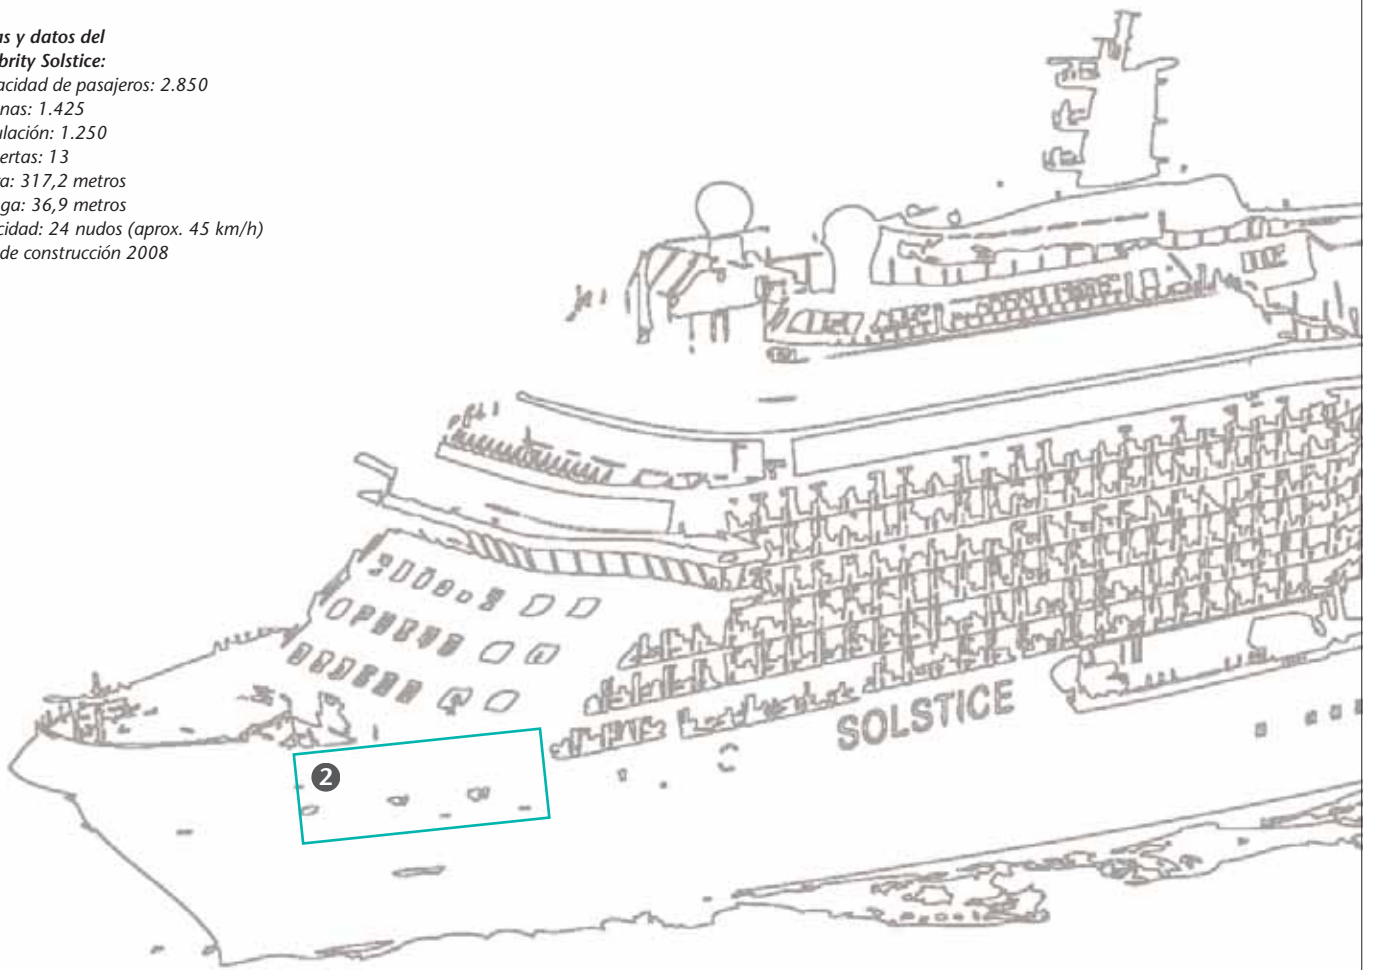 as y datos del
brity Solstice:
acidad de pasajeros: 2.850
nas: 1.425
ulación: 1.250
ertas: 13
a: 317,2 metros
ga: 36,9 metros
cidad: 24 nudos (aprox. 45 km/h)
de construcción 2008
SOLSTICE
2